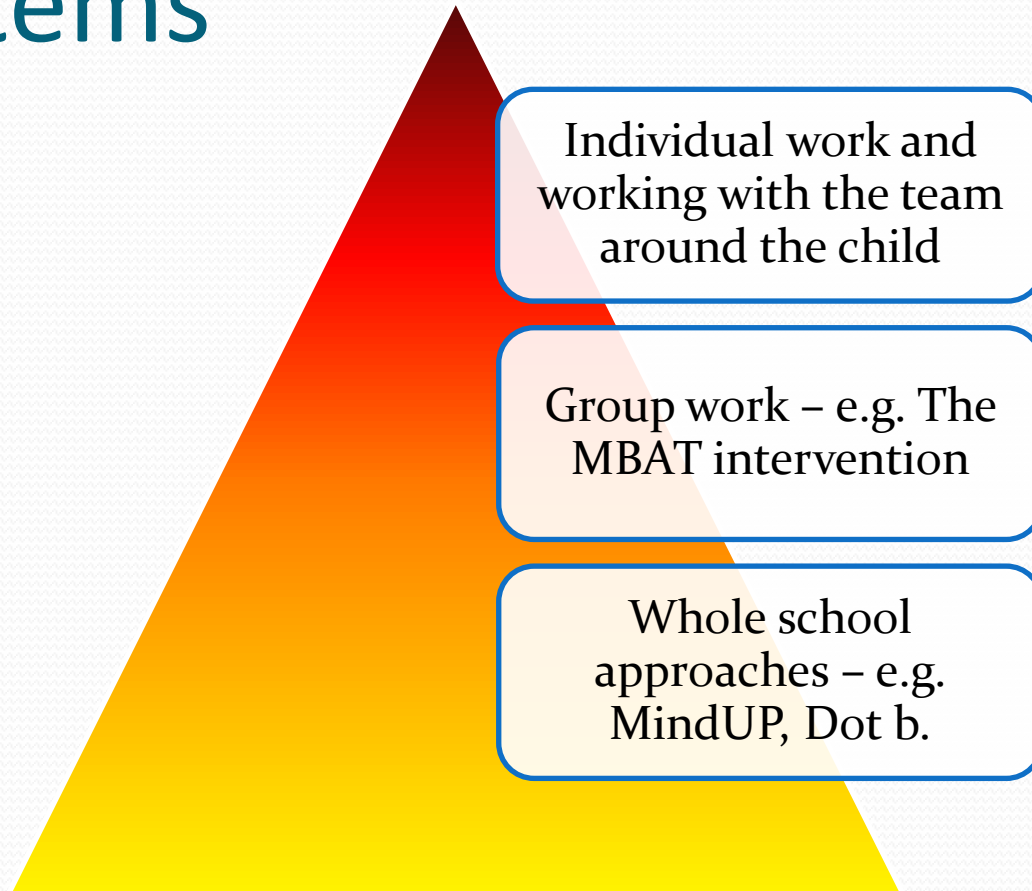 tems
Individual work and
working with the team
around the child
Group work – e.g. The
MBAT intervention
Whole school
approaches – e.g.
MindUP, Dot b.